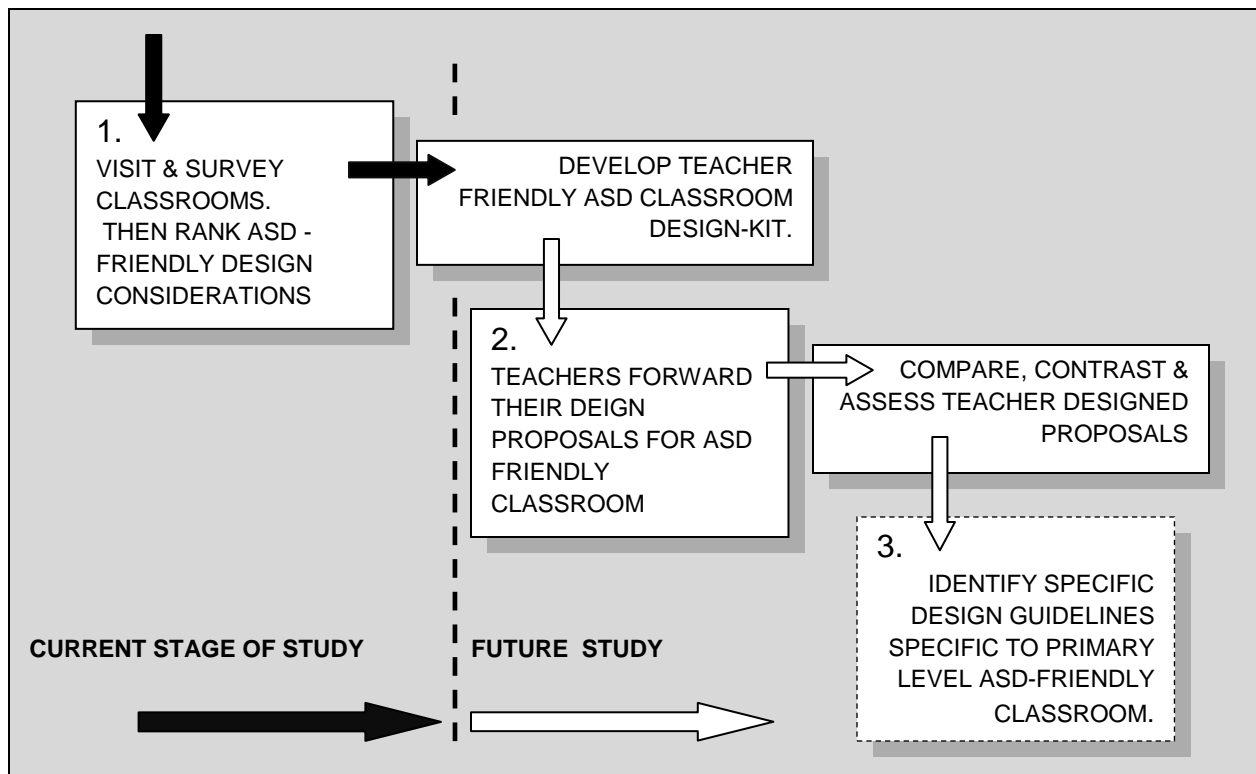 1.
VISIT & SURVEY
CLASSROOMS.
THEN RANK ASD -
FRIENDLY DESIGN
CONSIDERATIONS
DEVELOP TEACHER
FRIENDLY ASD CLASSROOM
DESIGN-KIT.
2.
TEACHERS FORWARD
THEIR DEIGN
PROPOSALS FOR ASD
FRIENDLY
CLASSROOM
COMPARE, CONTRAST &
ASSESS TEACHER DESIGNED
PROPOSALS
3.
IDENTIFY SPECIFIC
DESIGN GUIDELINES
SPECIFIC TO PRIMARY
LEVEL ASD-FRIENDLY
CLASSROOM.
CURRENT STAGE OF STUDY
FUTURE STUDY